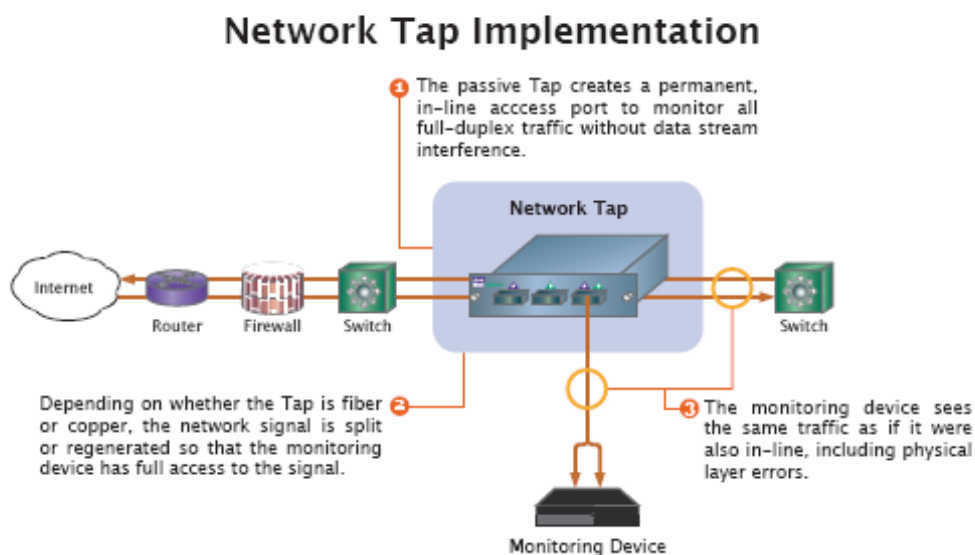 Network Tap Implementation
1 The passive Tap creates a permanent,
in-line acccess port to monitor all
full-duplex traffic without data stream
interference.
Network Tap
Internet
Router
Firewall
Switch
Switch
Depending on whether the Tap is fiber 2
or copper, the network signal is split
or regenerated so that the monitoring
device has full access to the signal.
3 The monitoring device sees
the same traffic as if it were
also in-line, including physical
layer errors.
Monitoring Device